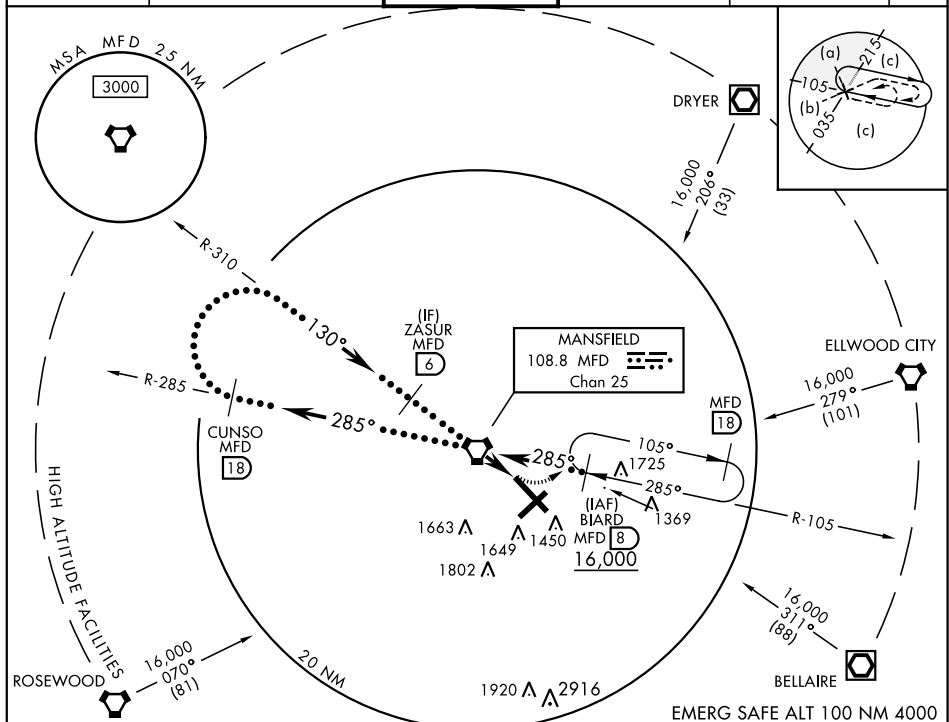 MSA MFD 25 NM
3000
DRYER
16,000
206°
(33)
(a)
215
(c)
105
(b)
035
(c)
R-310
130°
(IF)
ZASUR
MFD
6
MANSFIELD
108.8 MFD
Chan 25
ELLWOOD CITY
16,000
279°
(101)
R-285
285°
CUNSO
MFD
18
285°
105°
MFD
18
1725
285°
1369
R-105
(IAF)
BIARD
MFD 8
16,000
1663
1649
1450
1802
HIGH ALTITUDE FACILITIES
ROSEWOOD
16,000
070°
(81)
20 NM
1920
2916
16,000
311°
(88)
BELLAIRE
EMERG SAFE ALT 100 NM 4000